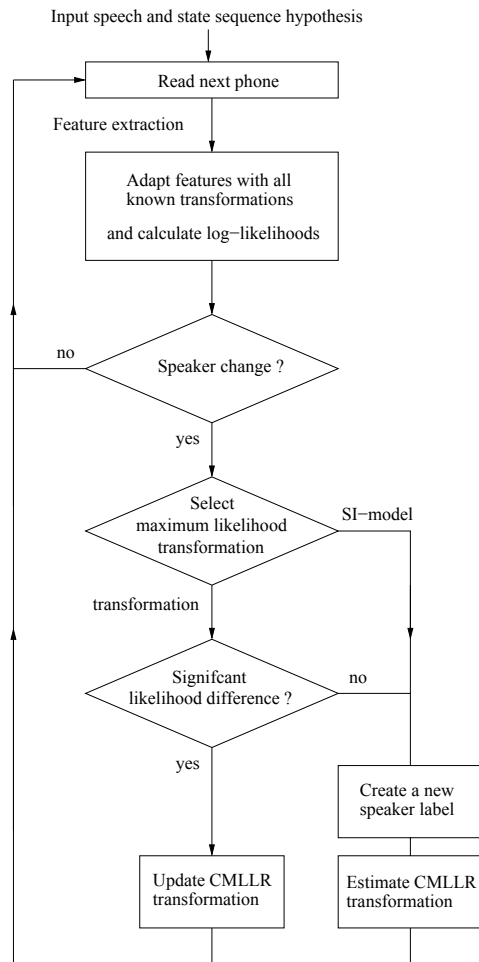 Input speech and state sequence hypothesis
Read next phone
Feature extraction
Adapt features with all
known transformations
and calculate log−likelihoods
no
Speaker change ?
yes
Select
maximum likelihood
transformation
SI−model
transformation
Signifcant
likelihood difference ?
no
yes
Create a new
speaker label
Update CMLLR
transformation
Estimate CMLLR
transformation